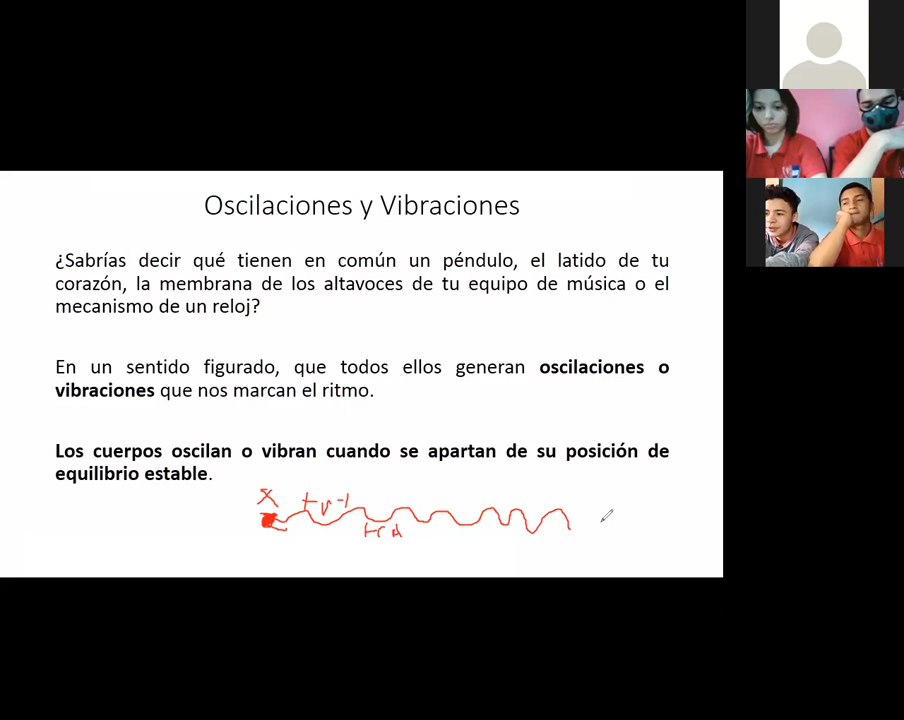 Oscilaciones y Vibraciones
¿Sabrías decir qué tienen en común un péndulo, el latido de tu
corazón, la membrana de los altavoces de tu equipo de música o el
mecanismo de un reloj?
En un sentido figurado, que todos ellos generan oscilaciones o
vibraciones que nos marcan el ritmo.
Los cuerpos oscilan o vibran cuando se apartan de su posición de
equilibrio estable.
X